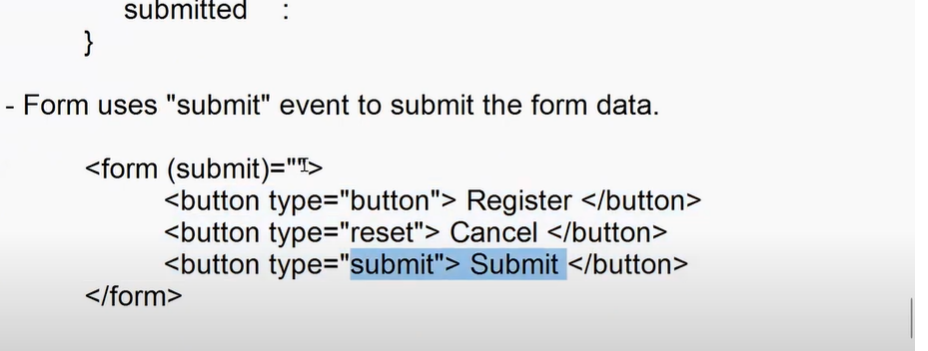 submitted :
}
- Form uses "submit" event to submit the form data.
<form (submit)="">
<button type="button"> Register </button>
<button type="reset"> Cancel </button>
<button type="submit"> Submit </button>
</form>